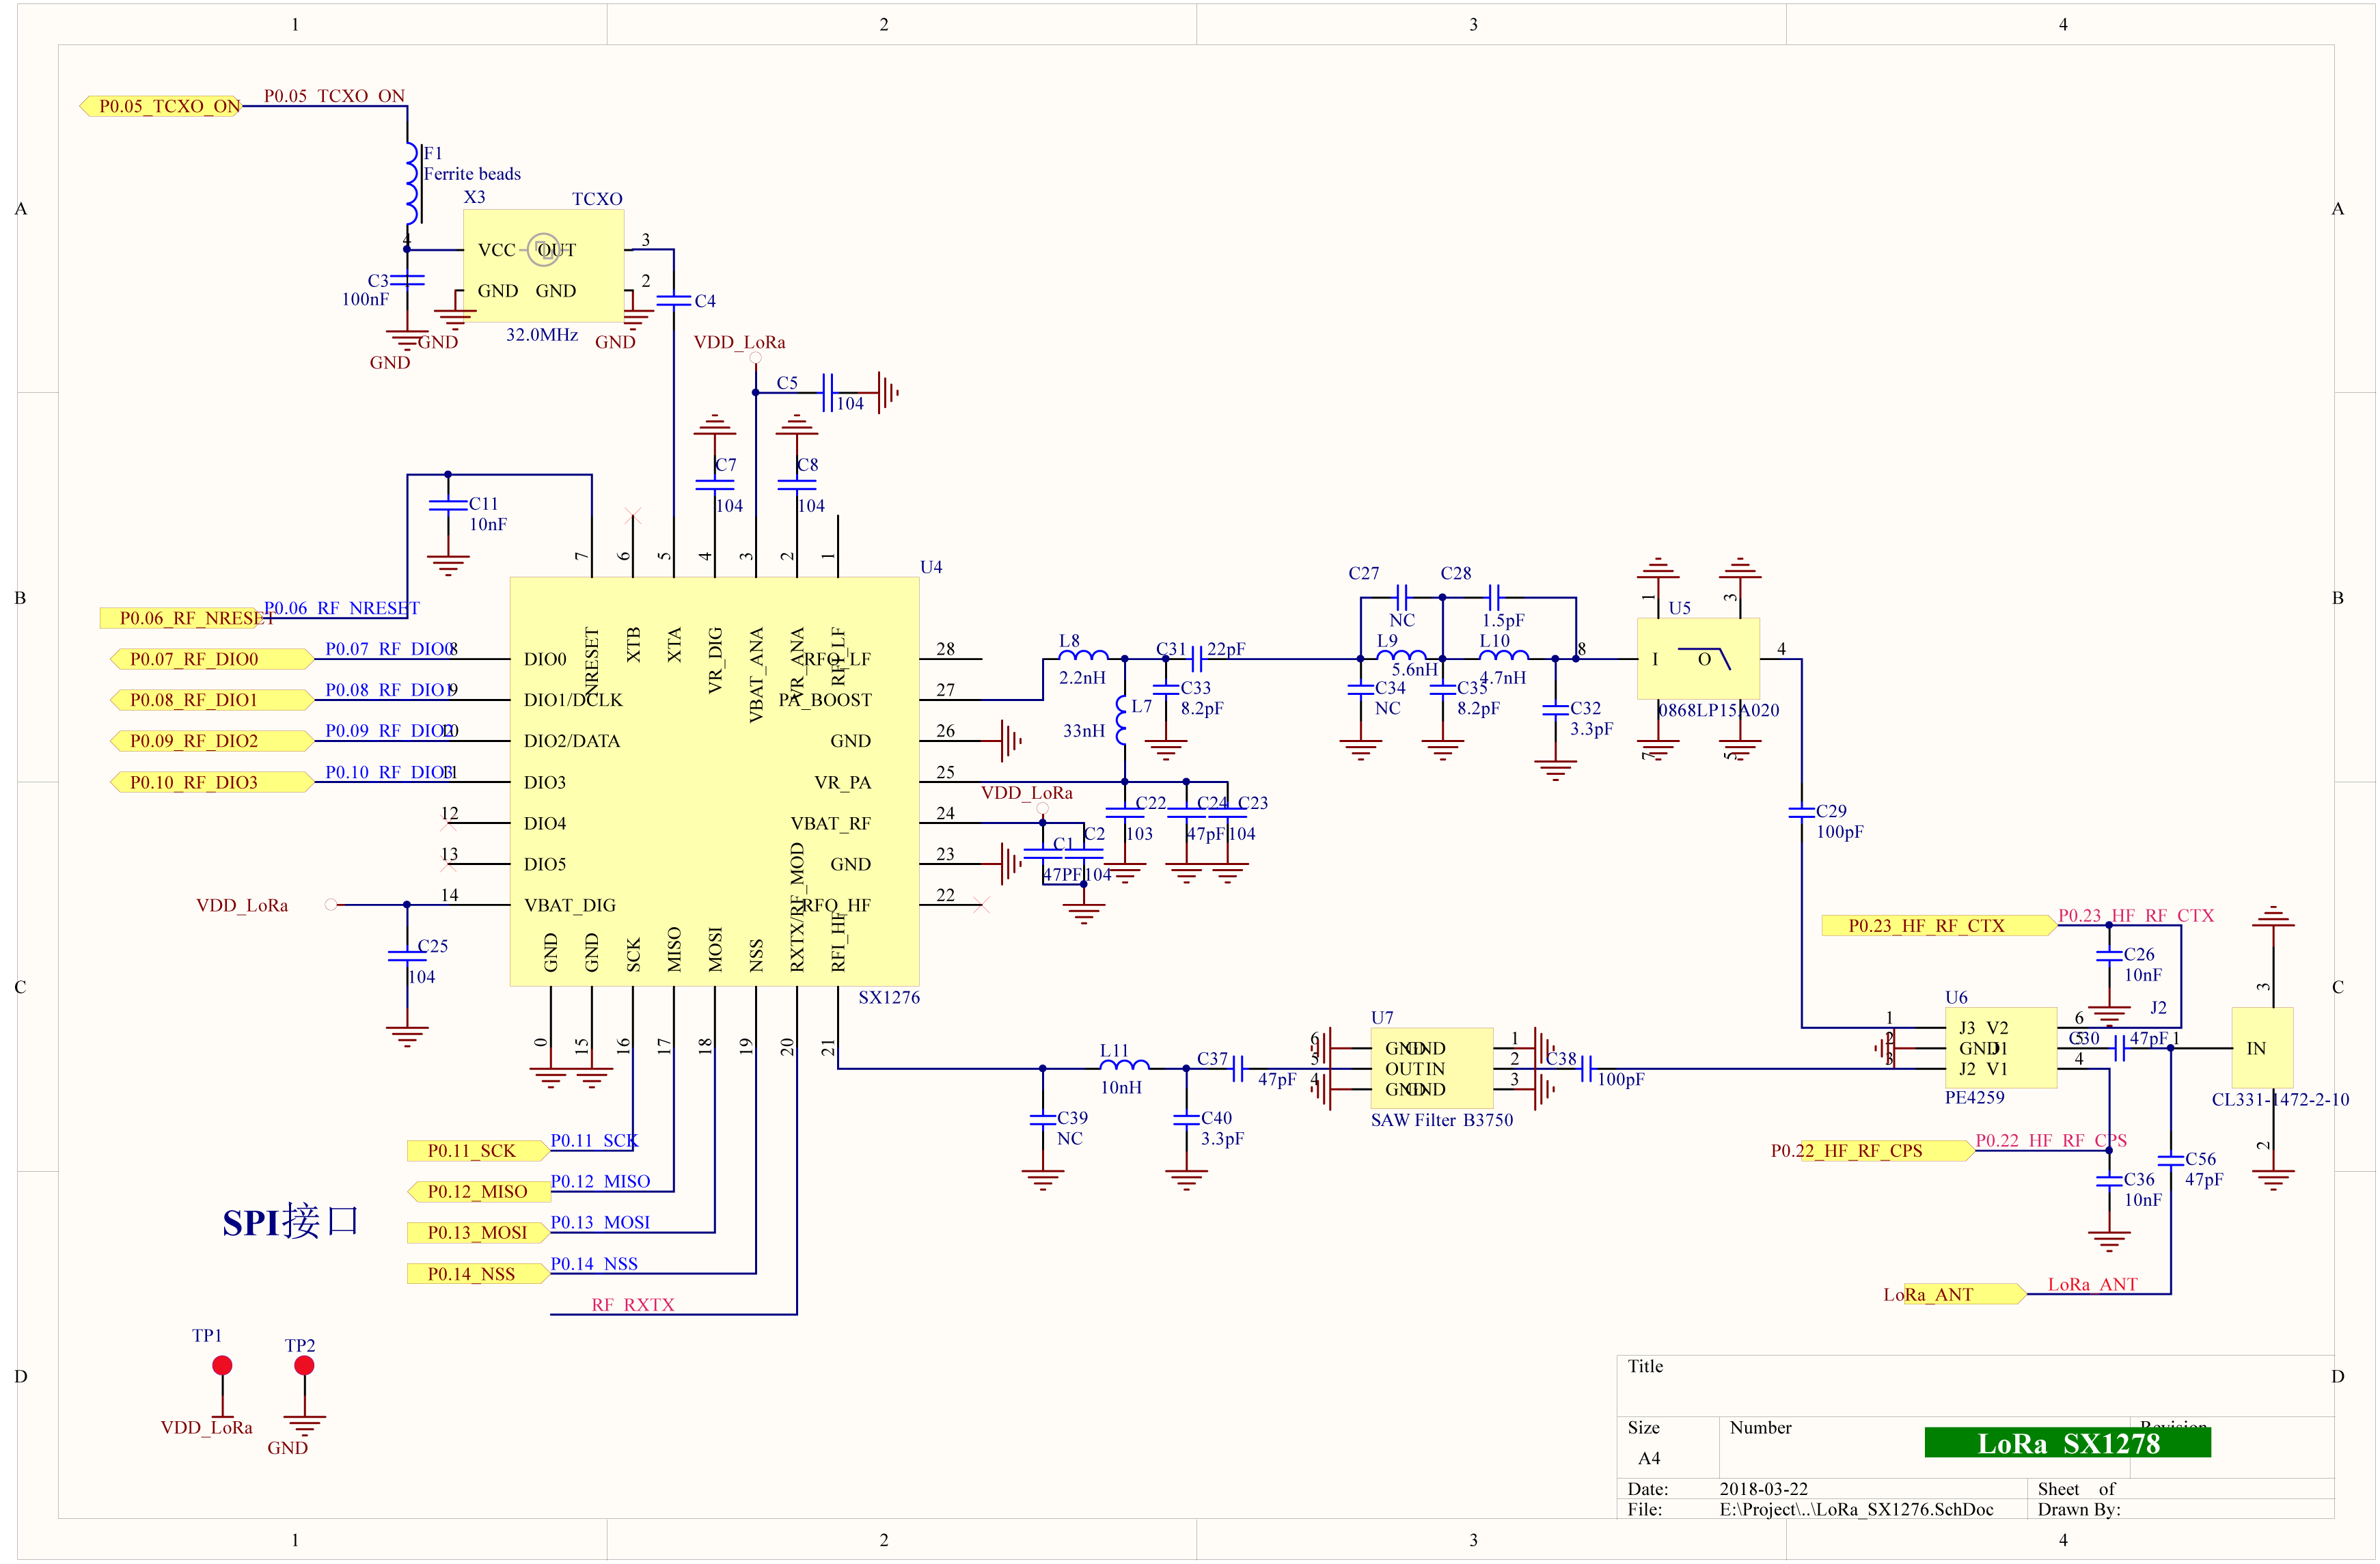 1
2
3
4
A
A
P0.05_TCXO_ON
P0.05_TCXO_ON
F1
Ferrite beads
X3
TCXO
4
VCC
OUT
3
GND
GND
2
C3
100nF
32.0MHz
GND
GND
GND
C4
VDD_LoRa
C5
104
C7
104
C8
104
C11
10nF
7
6
5
4
3
2
1
U4
B
B
P0.06_RF_NRESET
P0.06_RF_NRESET
P0.07_RF_DIO0
P0.07_RF_DIO0
8
DIO0
P0.08_RF_DIO1
P0.08_RF_DIO1
9
DIO1/DCLK
P0.09_RF_DIO2
P0.09_RF_DIO2
10
DIO2/DATA
P0.10_RF_DIO3
P0.10_RF_DIO3
11
DIO3
12
DIO4
13
DIO5
VDD_LoRa
14
VBAT_DIG
C25
104
NRESET
XTB
XTA
VR_DIG
VBAT_ANA
VR_ANA
RFI_LF
RFO_LF
28
PA_BOOST
27
GND
26
VR_PA
25
VBAT_RF
24
GND
23
RFO_HF
22
GND
GND
SCK
MISO
MOSI
NSS
RXTX/RF_MOD
RFI_HF
SX1276
0
15
16
17
18
19
20
21
L8
2.2nH
C31
22pF
L7
33nH
C33
8.2pF
VDD_LoRa
C1
47PF
C2
104
C22
103
C24
47pF
C23
104
C27
NC
C28
1.5pF
L9
5.6nH
L10
4.7nH
C34
NC
C35
8.2pF
C32
3.3pF
8
1
3
U5
I
O
4
0868LP15A020
7
5
C29
100pF
C
C
P0.23_HF_RF_CTX
P0.23_HF_RF_CTX
C26
10nF
U6
1
J3
V2
6
2
GND
J1
5
3
J2
V1
4
PE4259
C30
47pF
J2
1
IN
3
2
CL331-1472-2-10
P0.22_HF_RF_CPS
P0.22_HF_RF_CPS
C36
10nF
C56
47pF
LoRa_ANT
LoRa_ANT
L11
10nH
C39
NC
C40
3.3pF
C37
47pF
U7
6
GND
GND
1
5
OUT
IN
2
4
GND
GND
3
SAW Filter B3750
C38
100pF
P0.11_SCK
P0.11_SCK
P0.12_MISO
P0.12_MISO
P0.13_MOSI
P0.13_MOSI
P0.14_NSS
P0.14_NSS
RF_RXTX
SPI接口
TP1
VDD_LoRa
TP2
GND
D
D
Title
Size
A4
Number
Revision
LoRa_SX1278
Date:
2018-03-22
Sheet of
File:
E:\Project\..\LoRa_SX1276.SchDoc
Drawn By:
1
2
3
4